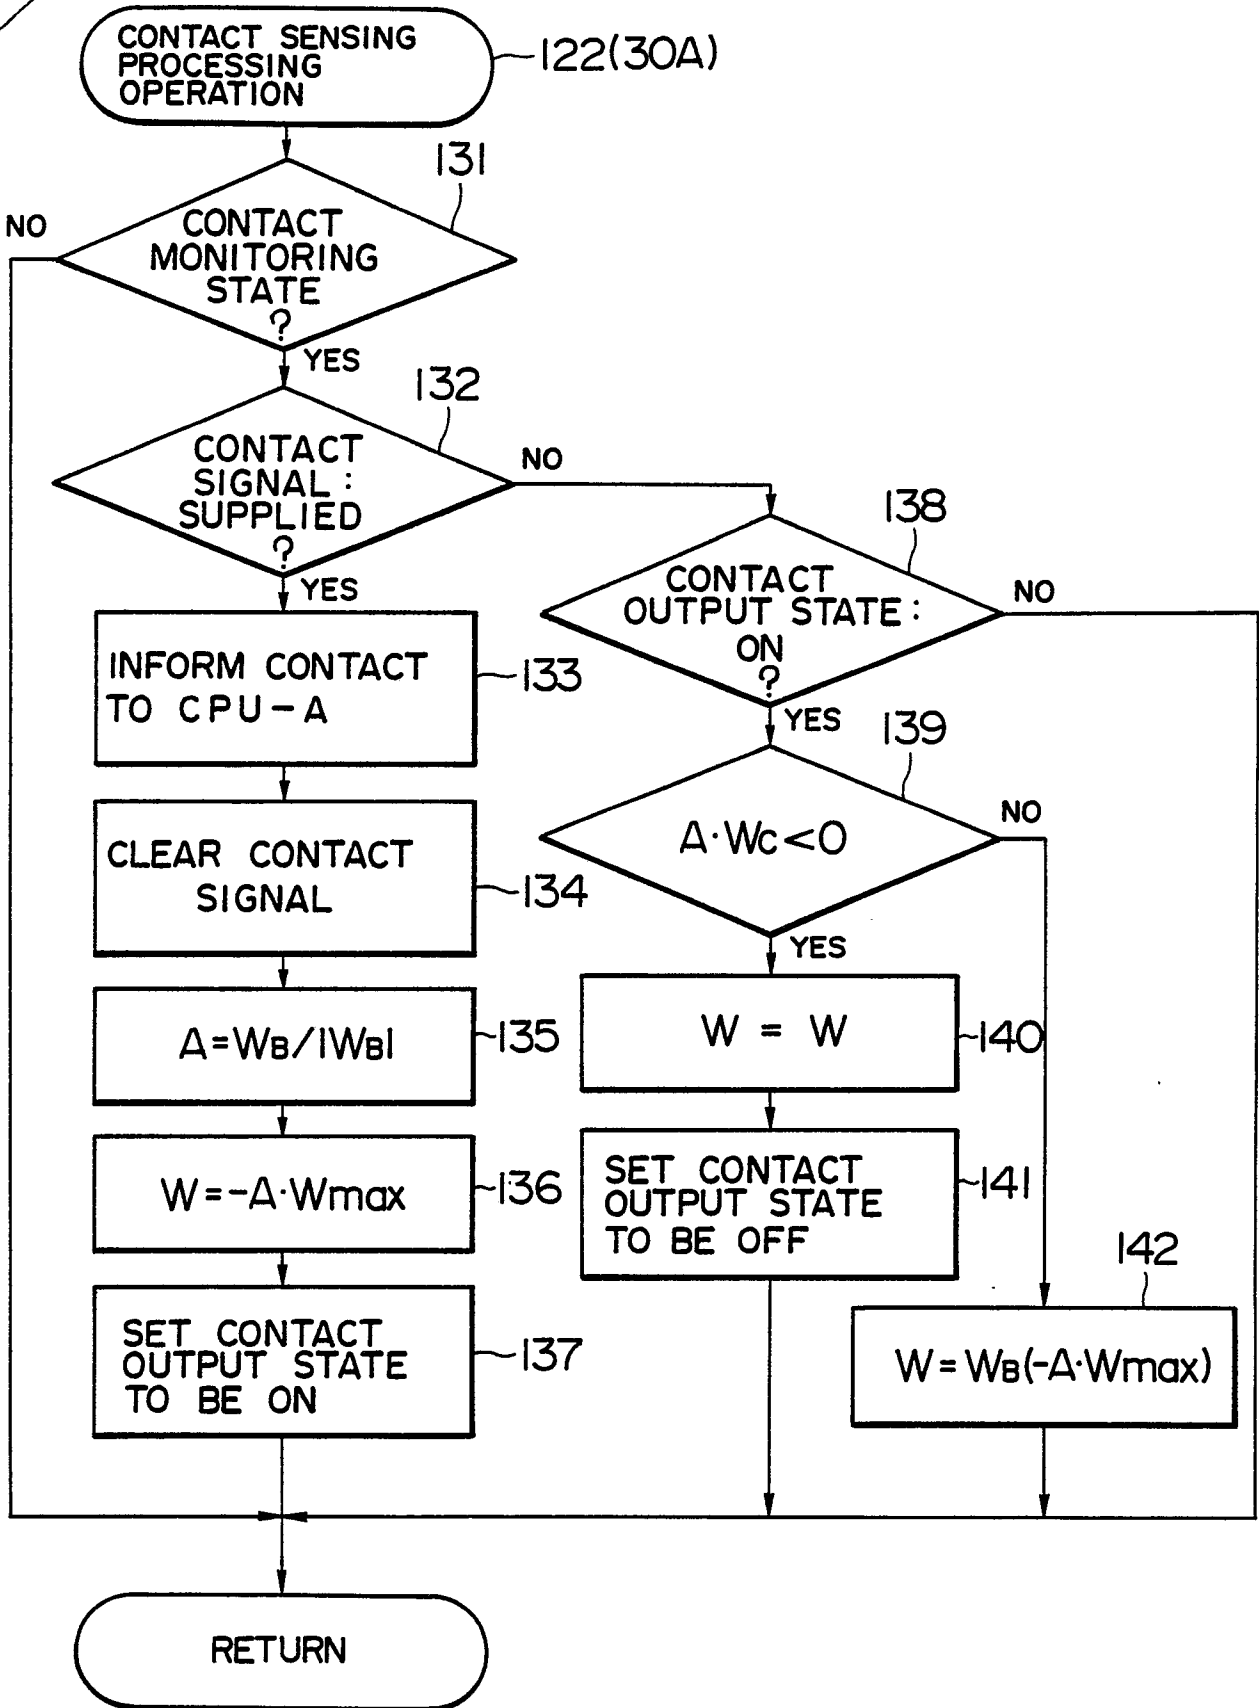 CONTACT SENSING
PROCESSING
OPERATION
122(30A)
131
CONTACT
MONITORING
STATE
?
NO
YES
132
CONTACT
SIGNAL:
SUPPLIED
?
NO
YES
138
CONTACT
OUTPUT STATE:
ON
?
NO
YES
INFORM CONTACT
TO CPU-A
133
139
A·Wc<0
NO
YES
CLEAR CONTACT
SIGNAL
134
A=WB/|WB|
135
W = W
140
W=-A·Wmax
136
SET CONTACT
OUTPUT STATE
TO BE OFF
141
SET CONTACT
OUTPUT STATE
TO BE ON
137
142
W=WB(-A·Wmax)
RETURN